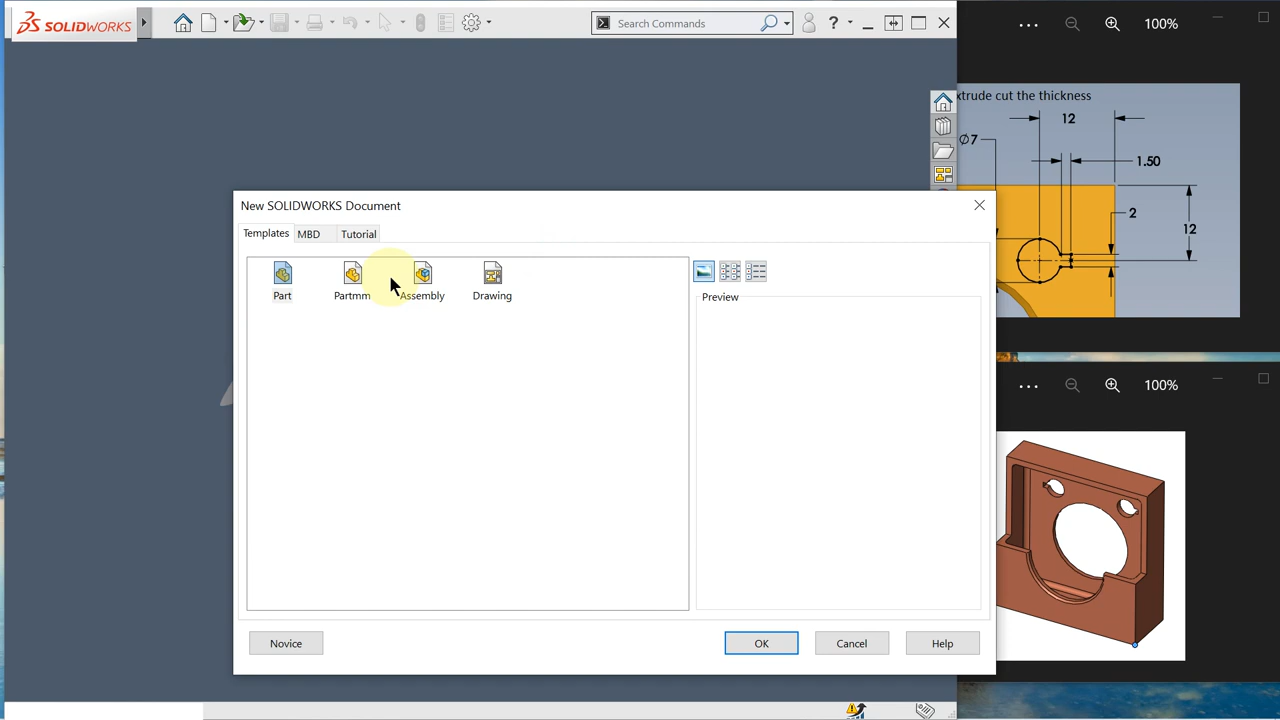 SOLIDWORKS
Search Commands
?
100%
xtrude cut the thickness
12
Ø7
1.50
2
12
New SOLIDWORKS Document
Templates
MBD
Tutorial
Part
Partmm
Assembly
Drawing
Preview
100%
Novice
OK
Cancel
Help